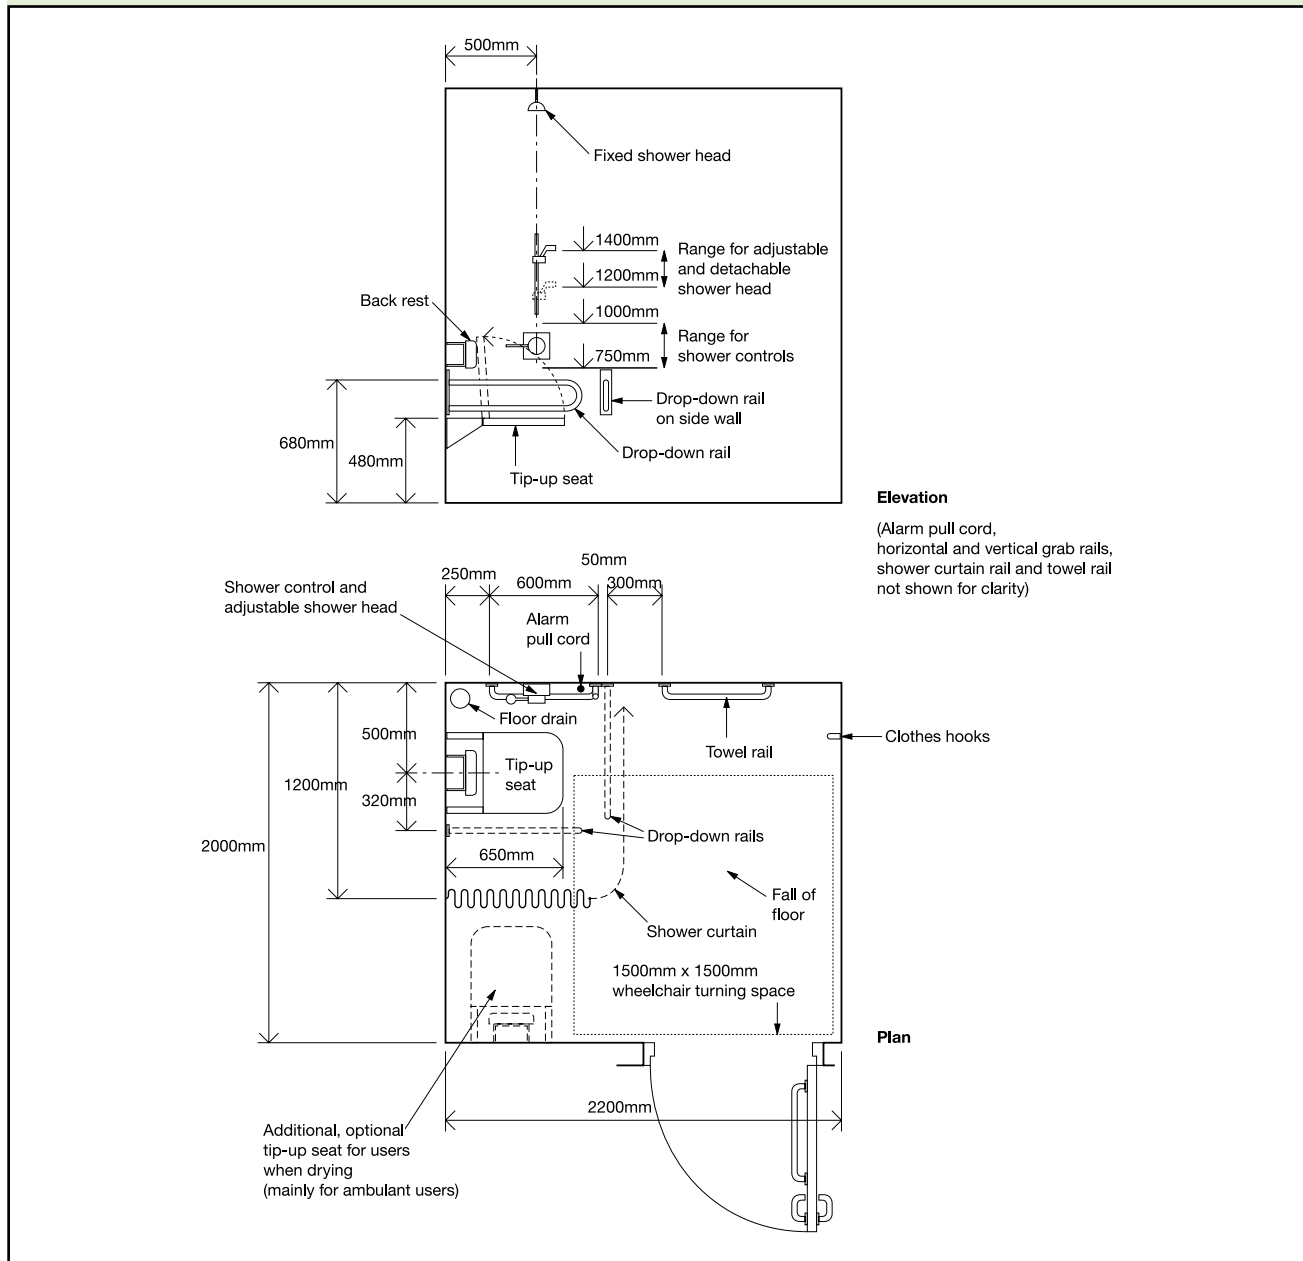 500mm
Fixed shower head
1400mm
Range for adjustable
and detachable
shower head
1200mm
Back rest
1000mm
Range for
shower controls
750mm
Drop-down rail
on side wall
680mm
480mm
Drop-down rail
Tip-up seat
Elevation
(Alarm pull cord,
horizontal and vertical grab rails,
shower curtain rail and towel rail
not shown for clarity)
50mm
250mm
600mm
300mm
Shower control and
adjustable shower head
Alarm
pull cord
Floor drain
500mm
Towel rail
Clothes hooks
Tip-up
seat
1200mm
320mm
2000mm
Drop-down rails
650mm
Fall of
floor
Shower curtain
1500mm x 1500mm
wheelchair turning space
Plan
2200mm
Additional, optional
tip-up seat for users
when drying
(mainly for ambulant users)